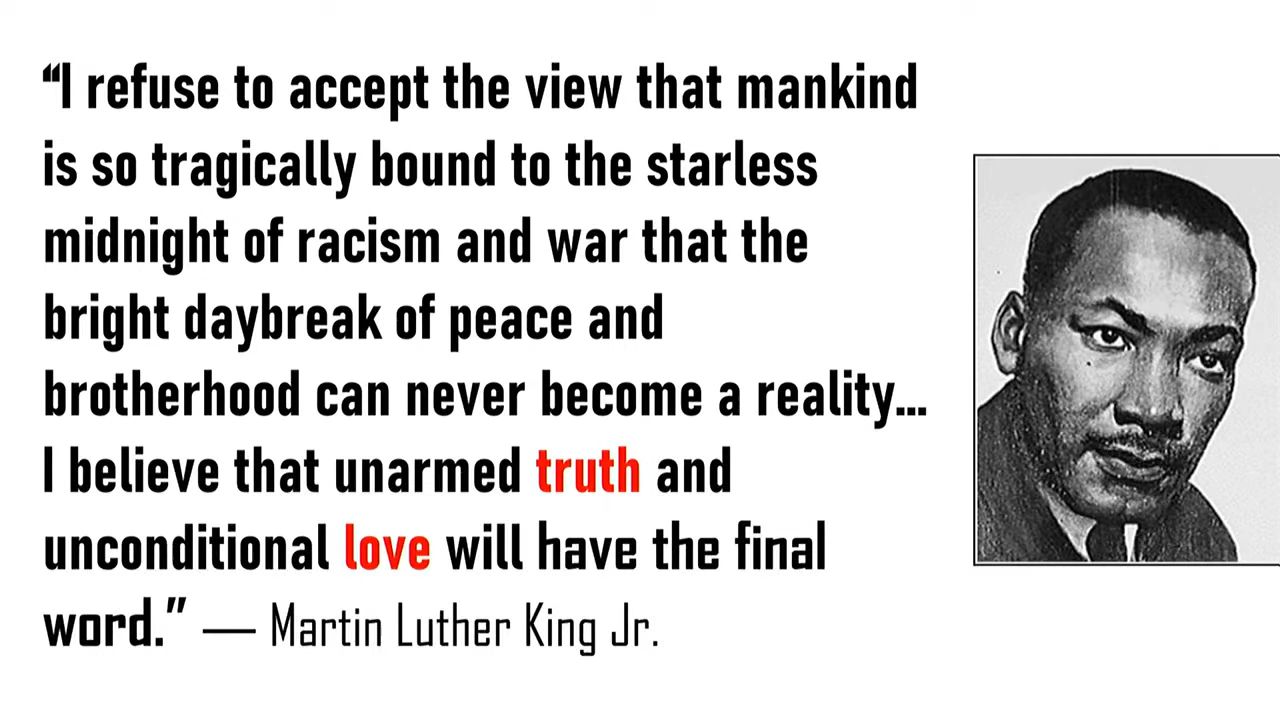 “I refuse to accept the view that mankind
is so tragically bound to the starless
midnight of racism and war that the
bright daybreak of peace and
brotherhood can never become a reality...
I believe that unarmed truth and
unconditional love will have the final
word.” — Martin Luther King Jr.